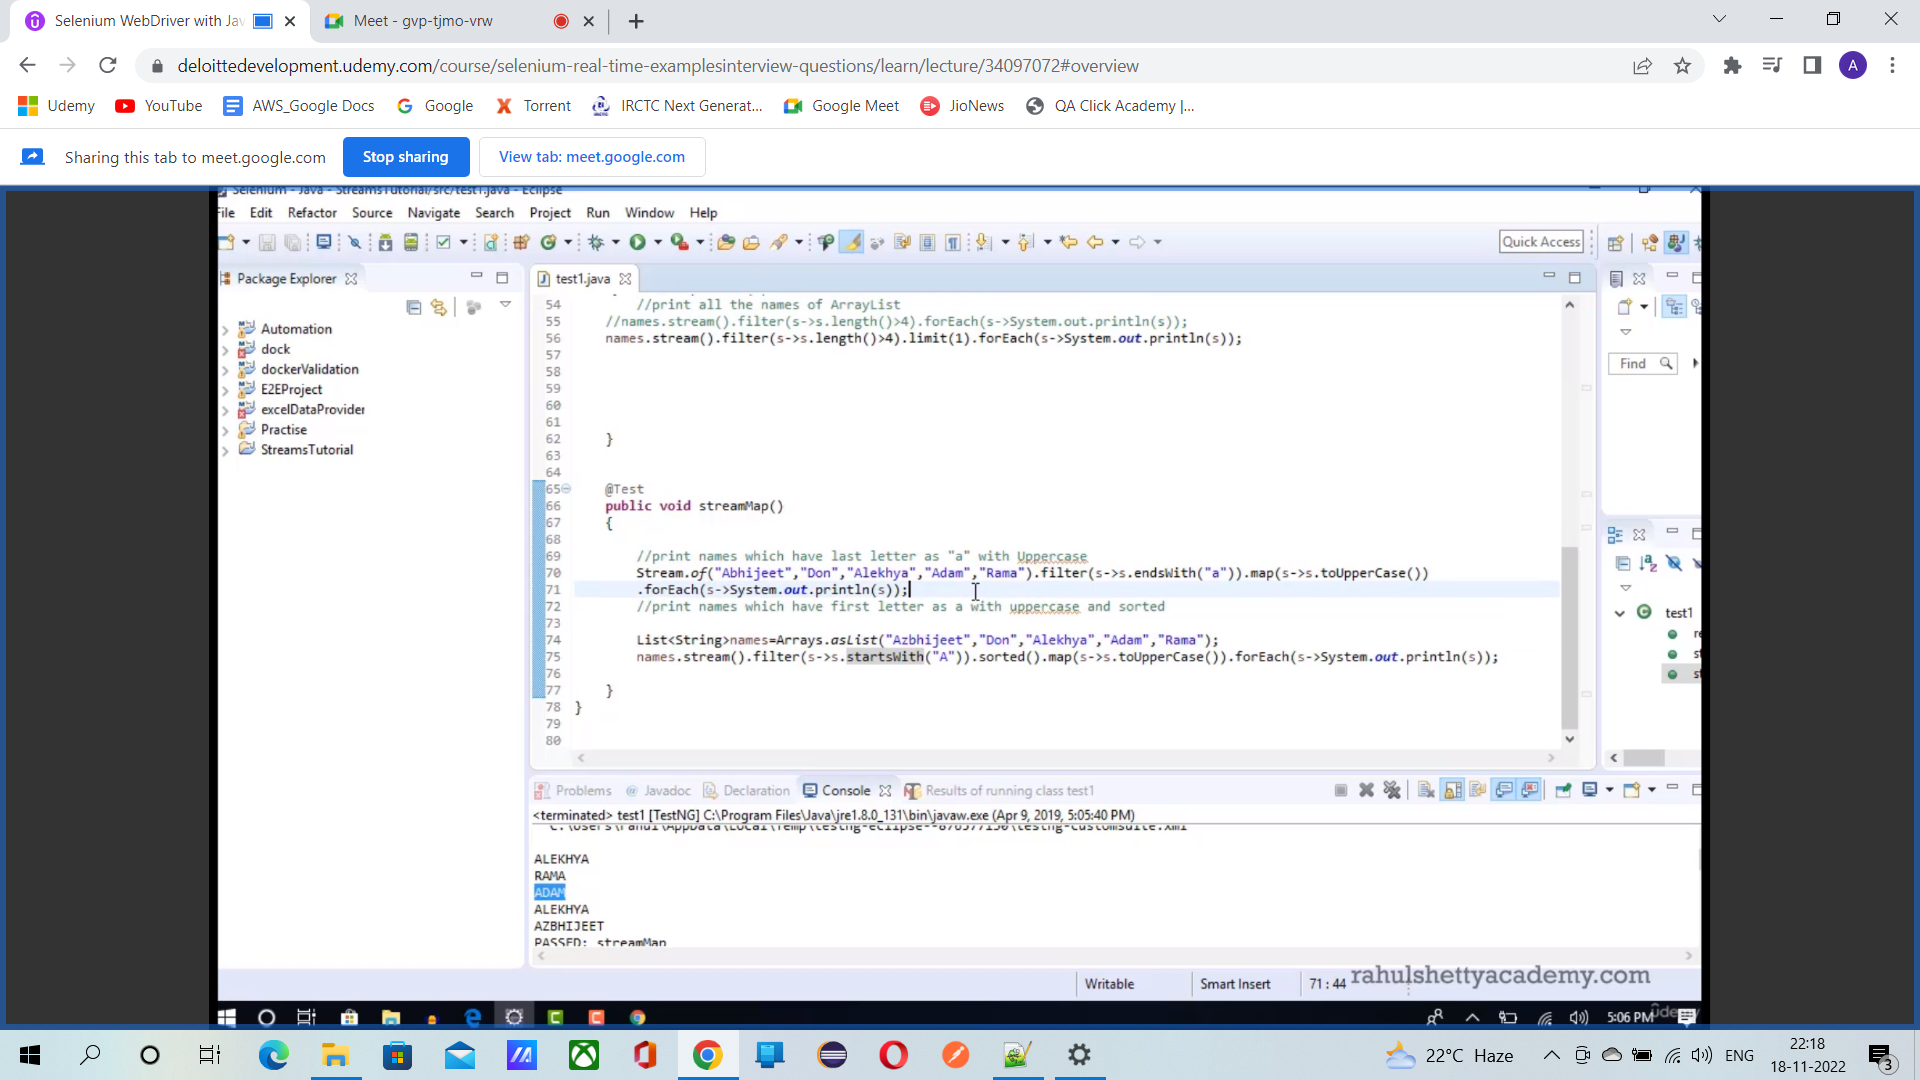 Selenium WebDriver with Jav
Meet - gvp-tjmo-vrw
deloittedevelopment.udemy.com/course/selenium-real-time-examplesinterview-questions/learn/lecture/34097072#overview
A
Udemy YouTube AWS_Google Docs Google Torrent IRCTC Next Generat... Google Meet JioNews QA Click Academy |...
Sharing this tab to meet.google.com Stop sharing View tab: meet.google.com
Selenium - Java - StreamsTutorial/src/test1.java - Eclipse
File Edit Refactor Source Navigate Search Project Run Window Help
Quick Access
Package Explorer
Automation
dock
dockerValidation
E2EProject
excelDataProvider
Practise
StreamsTutorial
test1.java
54 //print all the names of ArrayList
55 //names.stream().filter(s->s.length()>4).forEach(s->System.out.println(s));
56 names.stream().filter(s->s.length()>4).limit(1).forEach(s->System.out.println(s));
57
58
59
60
61
62 }
63
64
65 @Test
66 public void streamMap()
67 {
68
69 //print names which have last letter as "a" with Uppercase
70 Stream.of("Abhijeet","Don","Alekhya","Adam","Rama").filter(s->s.endsWith("a")).map(s->s.toUpperCase())
71 .forEach(s->System.out.println(s));
72 //print names which have first letter as a with uppercase and sorted
73
74 List<String>names=Arrays.asList("Azbhijeet","Don","Alekhya","Adam","Rama");
75 names.stream().filter(s->s.startsWith("A")).sorted().map(s->s.toUpperCase()).forEach(s->System.out.println(s));
76
77 }
78 }
79
80
Find
test1
Problems @ Javadoc Declaration Console Results of running class test1
<terminated> test1 [TestNG] C:\Program Files\Java\jre1.8.0_131\bin\javaw.exe (Apr 9, 2019, 5:05:40 PM)
ALEKHYA
RAMA
ADAM
ALEKHYA
AZBHIJEET
PASSED: streamMap
Writable Smart Insert 71 : 44
rahulshettyacademy.com
5:06 PM
22°C Haze
ENG
22:18
18-11-2022
3